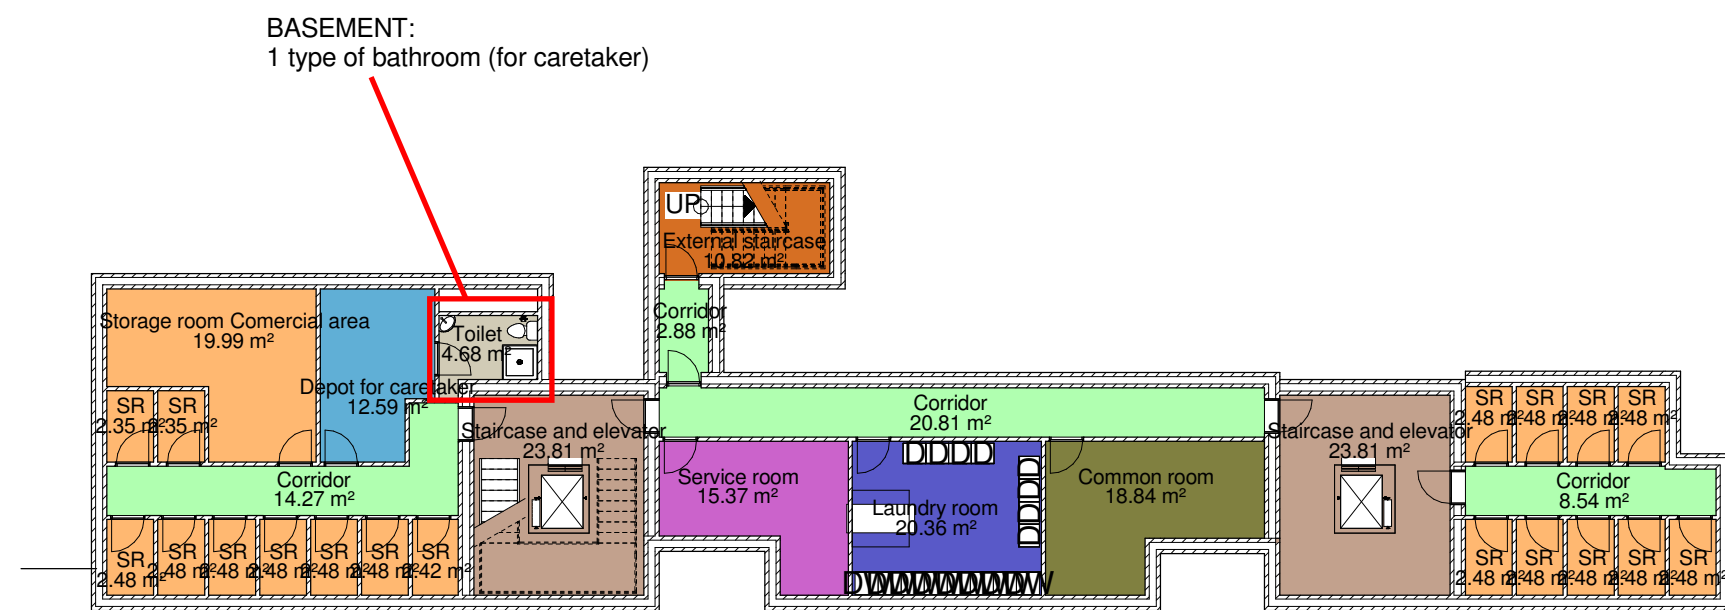 BASEMENT:
1 type of bathroom (for caretaker)
UP
External staircase
10.82 m²
Corridor
2.88 m²
Storage room Comercial area
19.99 m²
Toilet
4.68 m²
Depot for caretaker
12.59 m²
SR
2.35 m²
SR
2.35 m²
Corridor
14.27 m²
SR
2.48 m²
SR
2.48 m²
SR
2.48 m²
SR
2.48 m²
SR
2.48 m²
SR
2.48 m²
SR
2.42 m²
Staircase and elevator
23.81 m²
Corridor
20.81 m²
Service room
15.37 m²
D D D D
D
D
D
D
Laundry room
20.36 m²
Common room
18.84 m²
Staircase and elevator
23.81 m²
SR
2.48 m²
SR
2.48 m²
SR
2.48 m²
SR
2.48 m²
Corridor
8.54 m²
SR
2.48 m²
SR
2.48 m²
SR
2.48 m²
SR
2.48 m²
SR
2.48 m²